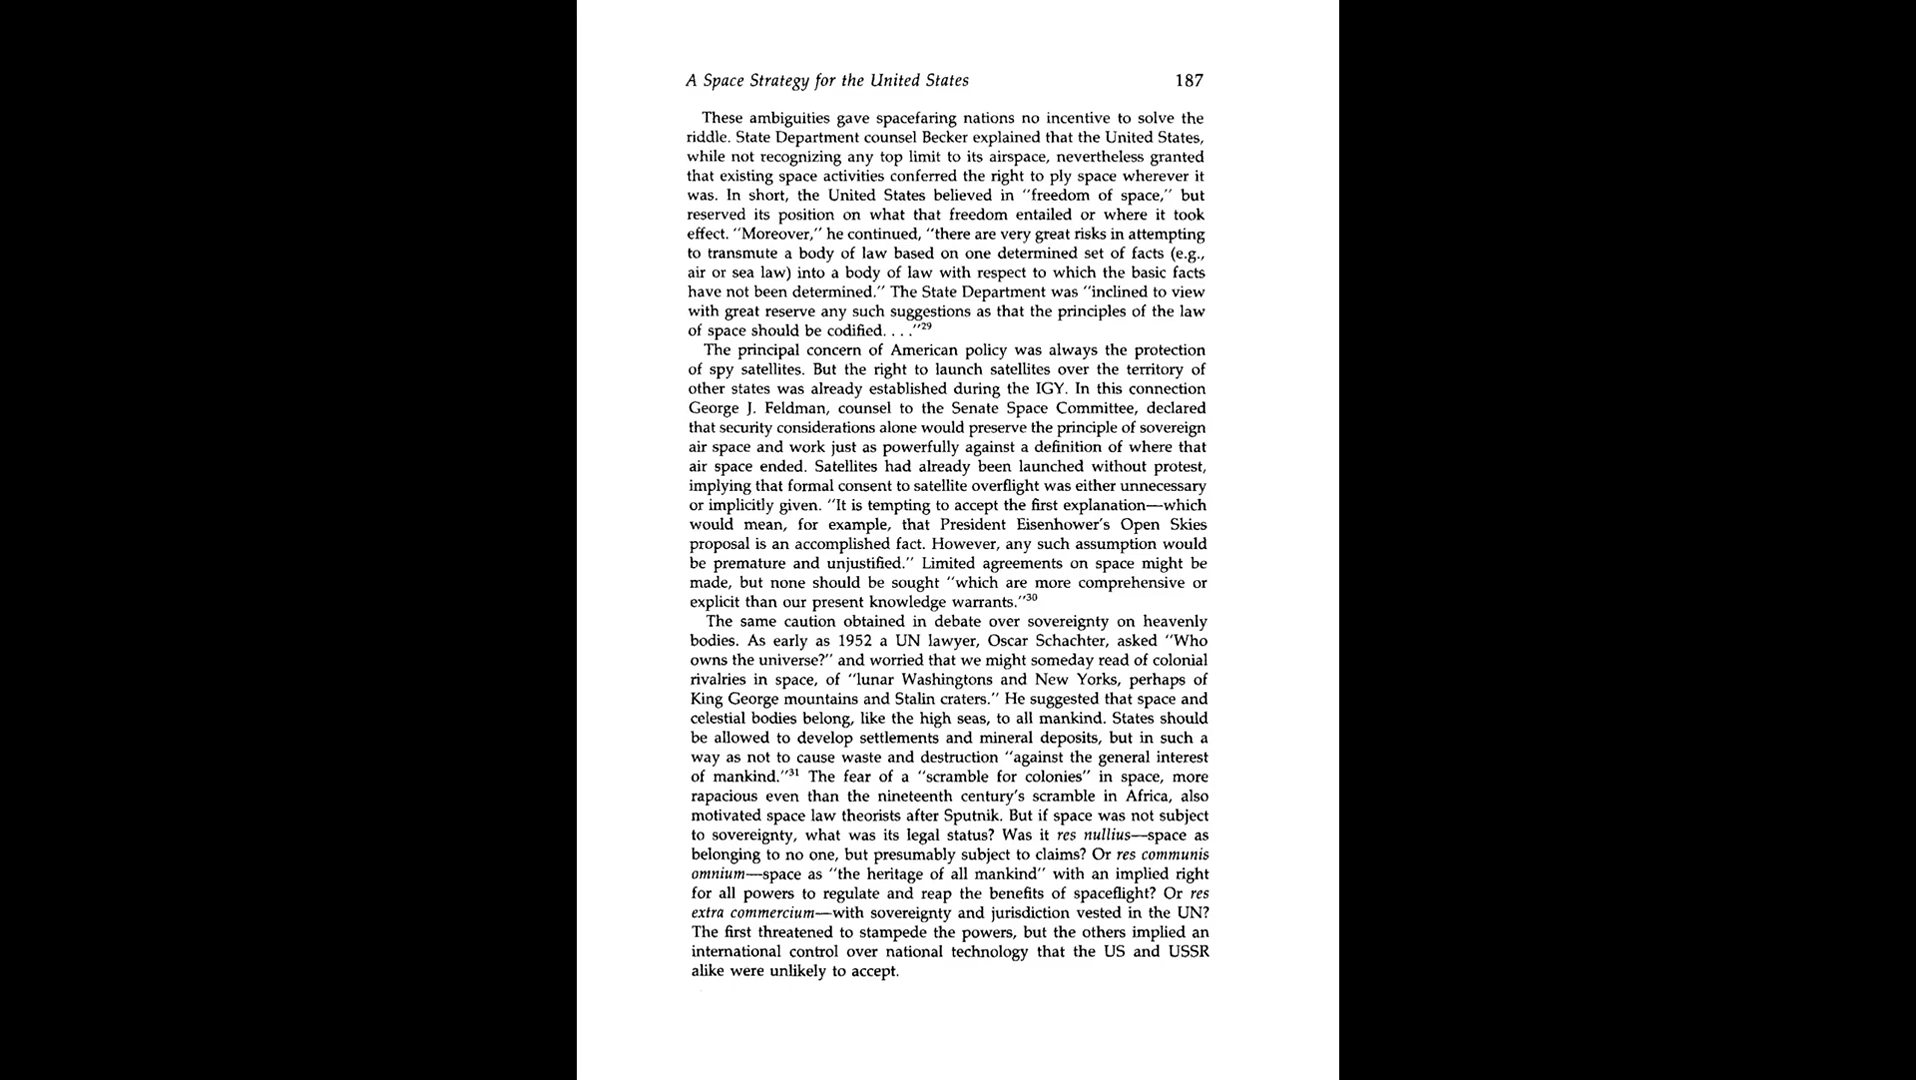 A Space Strategy for the United States 187
These ambiguities gave spacefaring nations no incentive to solve the
riddle. State Department counsel Becker explained that the United States,
while not recognizing any top limit to its airspace, nevertheless granted
that existing space activities conferred the right to ply space wherever it
was. In short, the United States believed in “freedom of space,” but
reserved its position on what that freedom entailed or where it took
effect. “Moreover,” he continued, “there are very great risks in attempting
to transmute a body of law based on one determined set of facts (e.g.,
air or sea law) into a body of law with respect to which the basic facts
have not been determined.” The State Department was “inclined to view
with great reserve any such suggestions as that the principles of the law
of space should be codified. . . .”29
The principal concern of American policy was always the protection
of spy satellites. But the right to launch satellites over the territory of
other states was already established during the IGY. In this connection
George J. Feldman, counsel to the Senate Space Committee, declared
that security considerations alone would preserve the principle of sovereign
air space and work just as powerfully against a definition of where that
air space ended. Satellites had already been launched without protest,
implying that formal consent to satellite overflight was either unnecessary
or implicitly given. “It is tempting to accept the first explanation—which
would mean, for example, that President Eisenhower’s Open Skies
proposal is an accomplished fact. However, any such assumption would
be premature and unjustified.” Limited agreements on space might be
made, but none should be sought “which are more comprehensive or
explicit than our present knowledge warrants.”30
The same caution obtained in debate over sovereignty on heavenly
bodies. As early as 1952 a UN lawyer, Oscar Schachter, asked “Who
owns the universe?” and worried that we might someday read of colonial
rivalries in space, of “lunar Washingtons and New Yorks, perhaps of
King George mountains and Stalin craters.” He suggested that space and
celestial bodies belong, like the high seas, to all mankind. States should
be allowed to develop settlements and mineral deposits, but in such a
way as not to cause waste and destruction “against the general interest
of mankind.”31 The fear of a “scramble for colonies” in space, more
rapacious even than the nineteenth century’s scramble in Africa, also
motivated space law theorists after Sputnik. But if space was not subject
to sovereignty, what was its legal status? Was it res nullius—space as
belonging to no one, but presumably subject to claims? Or res communis
omnium—space as “the heritage of all mankind” with an implied right
for all powers to regulate and reap the benefits of spaceflight? Or res
extra commercium—with sovereignty and jurisdiction vested in the UN?
The first threatened to stampede the powers, but the others implied an
international control over national technology that the US and USSR
alike were unlikely to accept.